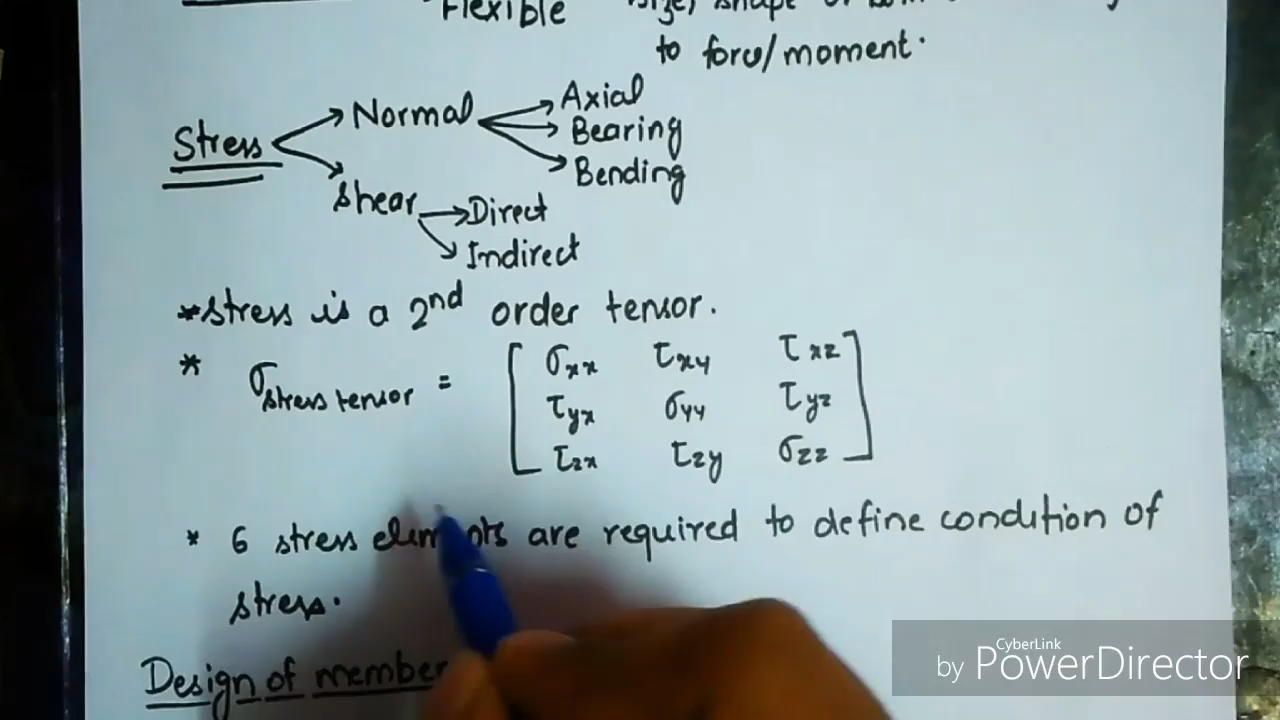 Flexible
to force/moment.
Stress
Normal
Axial
Bearing
Bending
Shear
Direct
Indirect
*stress is a 2nd order tensor.
* σstress tensor = [ σxx τxy τxz
τyx σyy τyz
τzx τzy σzz ]
* 6 stress elements are required to define condition of
stress.
Design of member
CyberLink
by PowerDirector